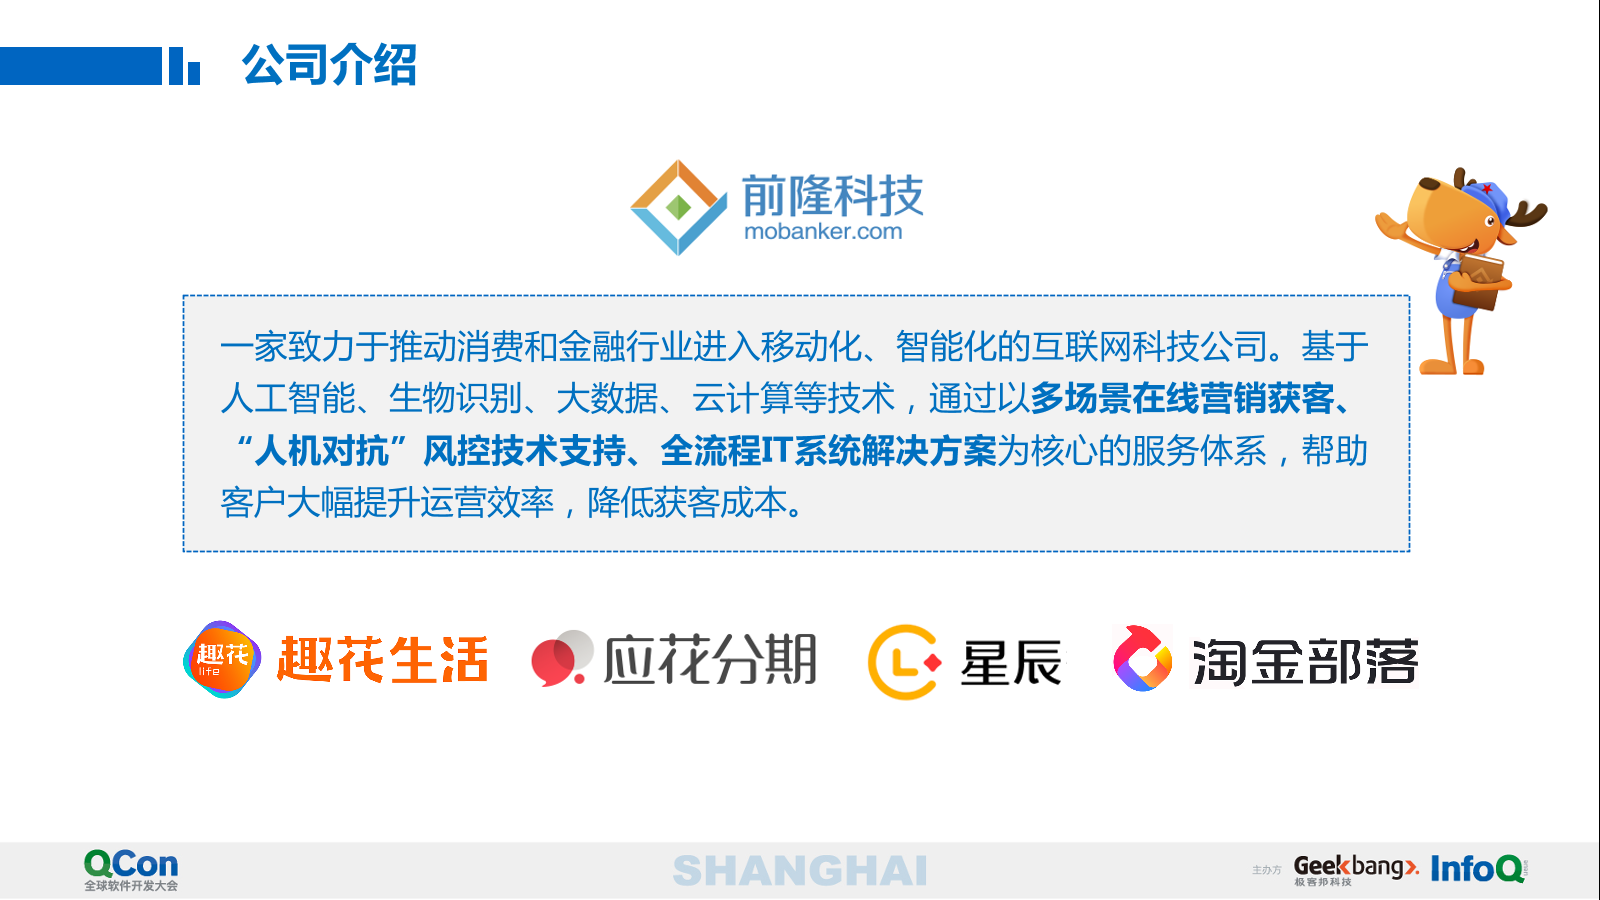 公司介绍
前隆科技
mobanker.com
一家致力于推动消费和金融行业进入移动化、智能化的互联网科技公司。基于
人工智能、生物识别、大数据、云计算等技术，通过以多场景在线营销获客、
“人机对抗”风控技术支持、全流程IT系统解决方案为核心的服务体系，帮助
客户大幅提升运营效率，降低获客成本。
趣花
life
趣花生活
应花分期
星辰
淘金部落
QCon
全球软件开发大会
SHANGHAI
主办方
Geekbang
极客邦科技
InfoQ